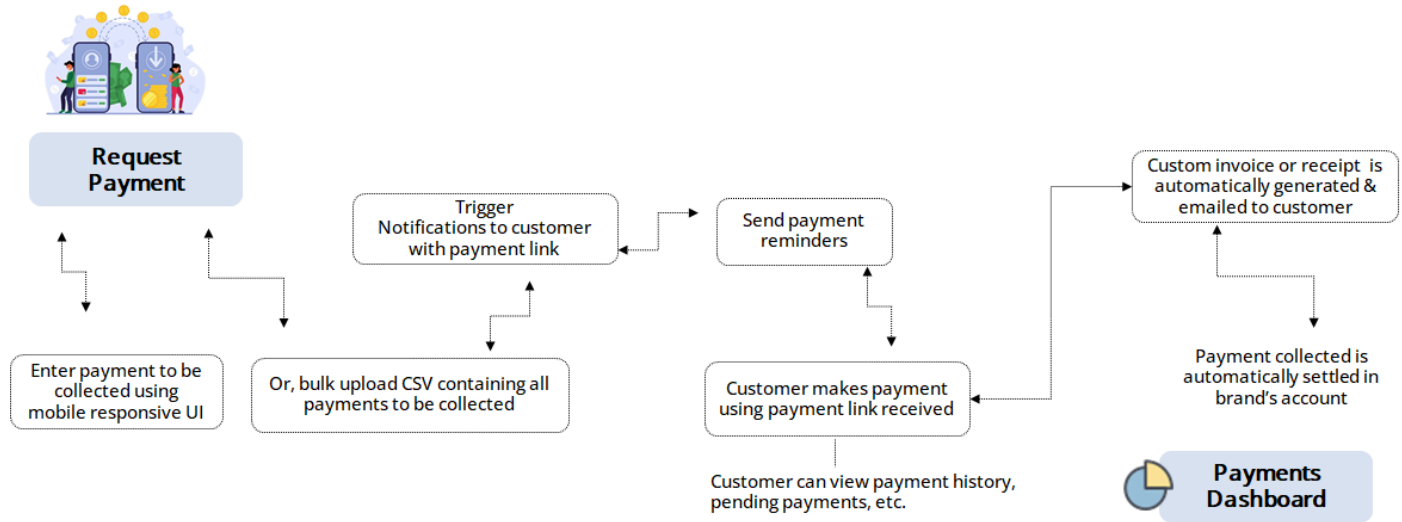 Request
Payment
Enter payment to be
collected using
mobile responsive UI
Or, bulk upload CSV containing all
payments to be collected
Trigger
Notifications to customer
with payment link
Send payment
reminders
Customer makes payment
using payment link received
Customer can view payment history,
pending payments, etc.
Custom invoice or receipt is
automatically generated &
emailed to customer
Payment collected is
automatically settled in
brand’s account
Payments
Dashboard